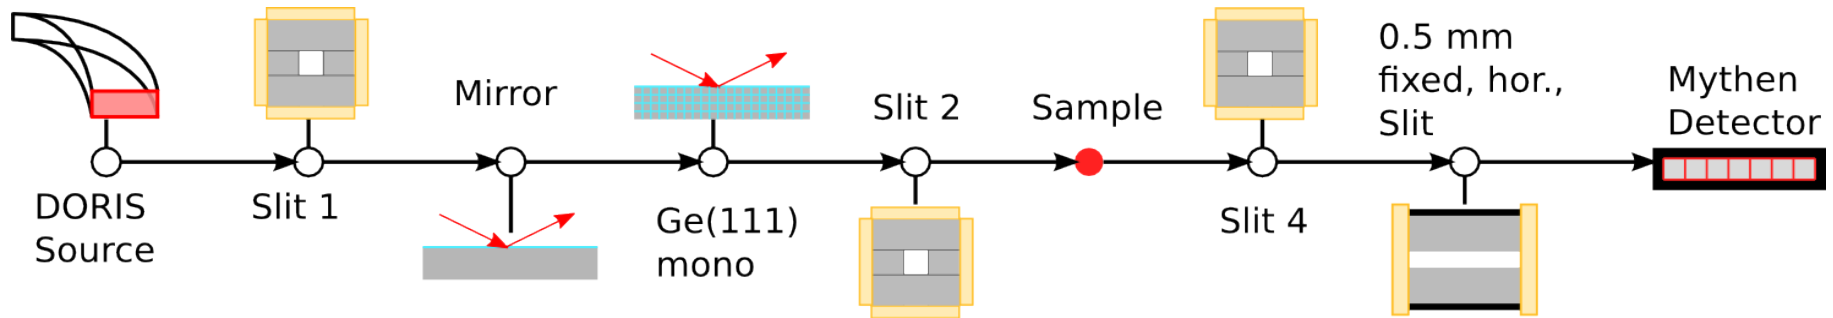 DORIS
Source
Slit 1
Mirror
Ge(111)
mono
Slit 2
Sample
Slit 4
0.5 mm
fixed, hor.,
Slit
Mythen
Detector